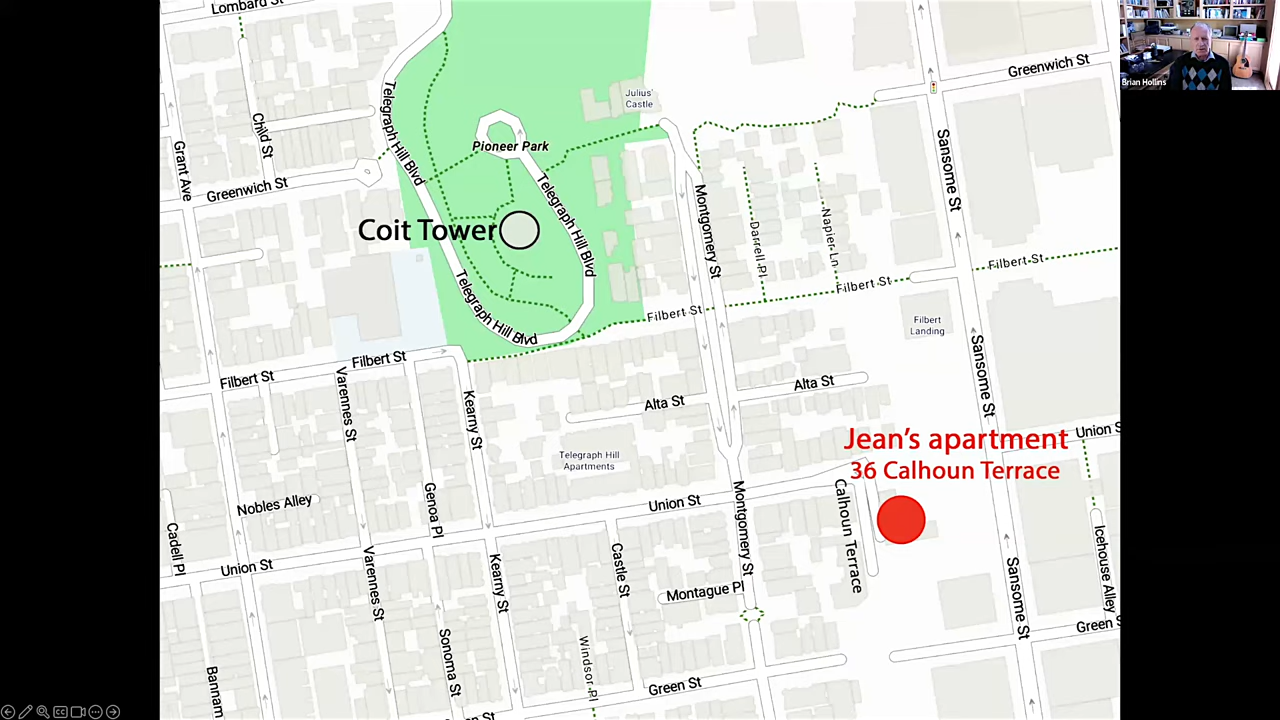 Lombard St
Brian Hollins
Greenwich St
Telegraph Hill Blvd
Julius'
Castle
Child St
Grant Ave
Pioneer Park
Sansome St
Greenwich St
Telegraph Hill Blvd
Montgomery St
Coit Tower
Darrell Pl
Napier Ln
Filbert St
Filbert St
Telegraph Hill Blvd
Filbert St
Filbert
Landing
Filbert St
Filbert St
Sansome St
Varennes St
Kearny St
Alta St
Alta St
Jean's apartment
Union S
36 Calhoun Terrace
Telegraph Hill
Apartments
Nobles Alley
Genoa Pl
Union St
Montgomery St
Calhoun Terrace
Cadell Pl
Union St
Varennes St
Kearny St
Castle St
Montague Pl
Sansome St
Icehouse Alley
Green S
Sonoma St
Windsor Pl
Bannam
Green St
en St